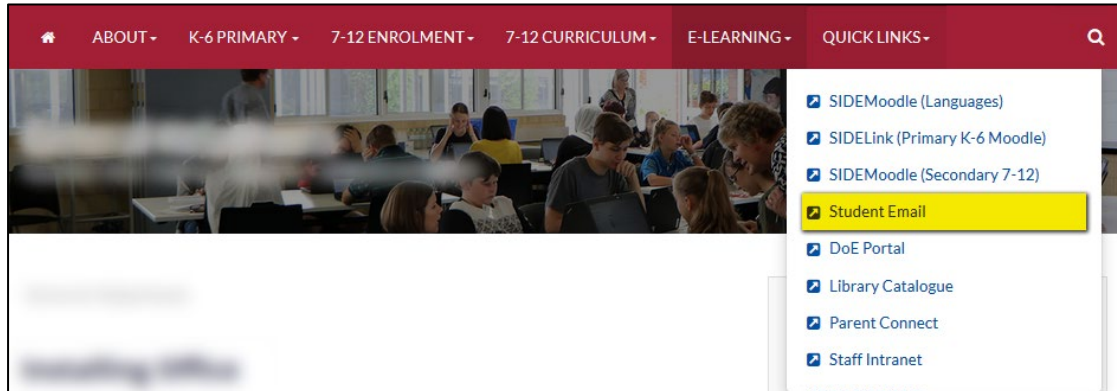 ABOUT K-6 PRIMARY 7-12 ENROLMENT 7-12 CURRICULUM E-LEARNING QUICK LINKS
SIDEMoodle (Languages)
SIDELink (Primary K-6 Moodle)
SIDEMoodle (Secondary 7-12)
Student Email
DoE Portal
Library Catalogue
Parent Connect
Staff Intranet